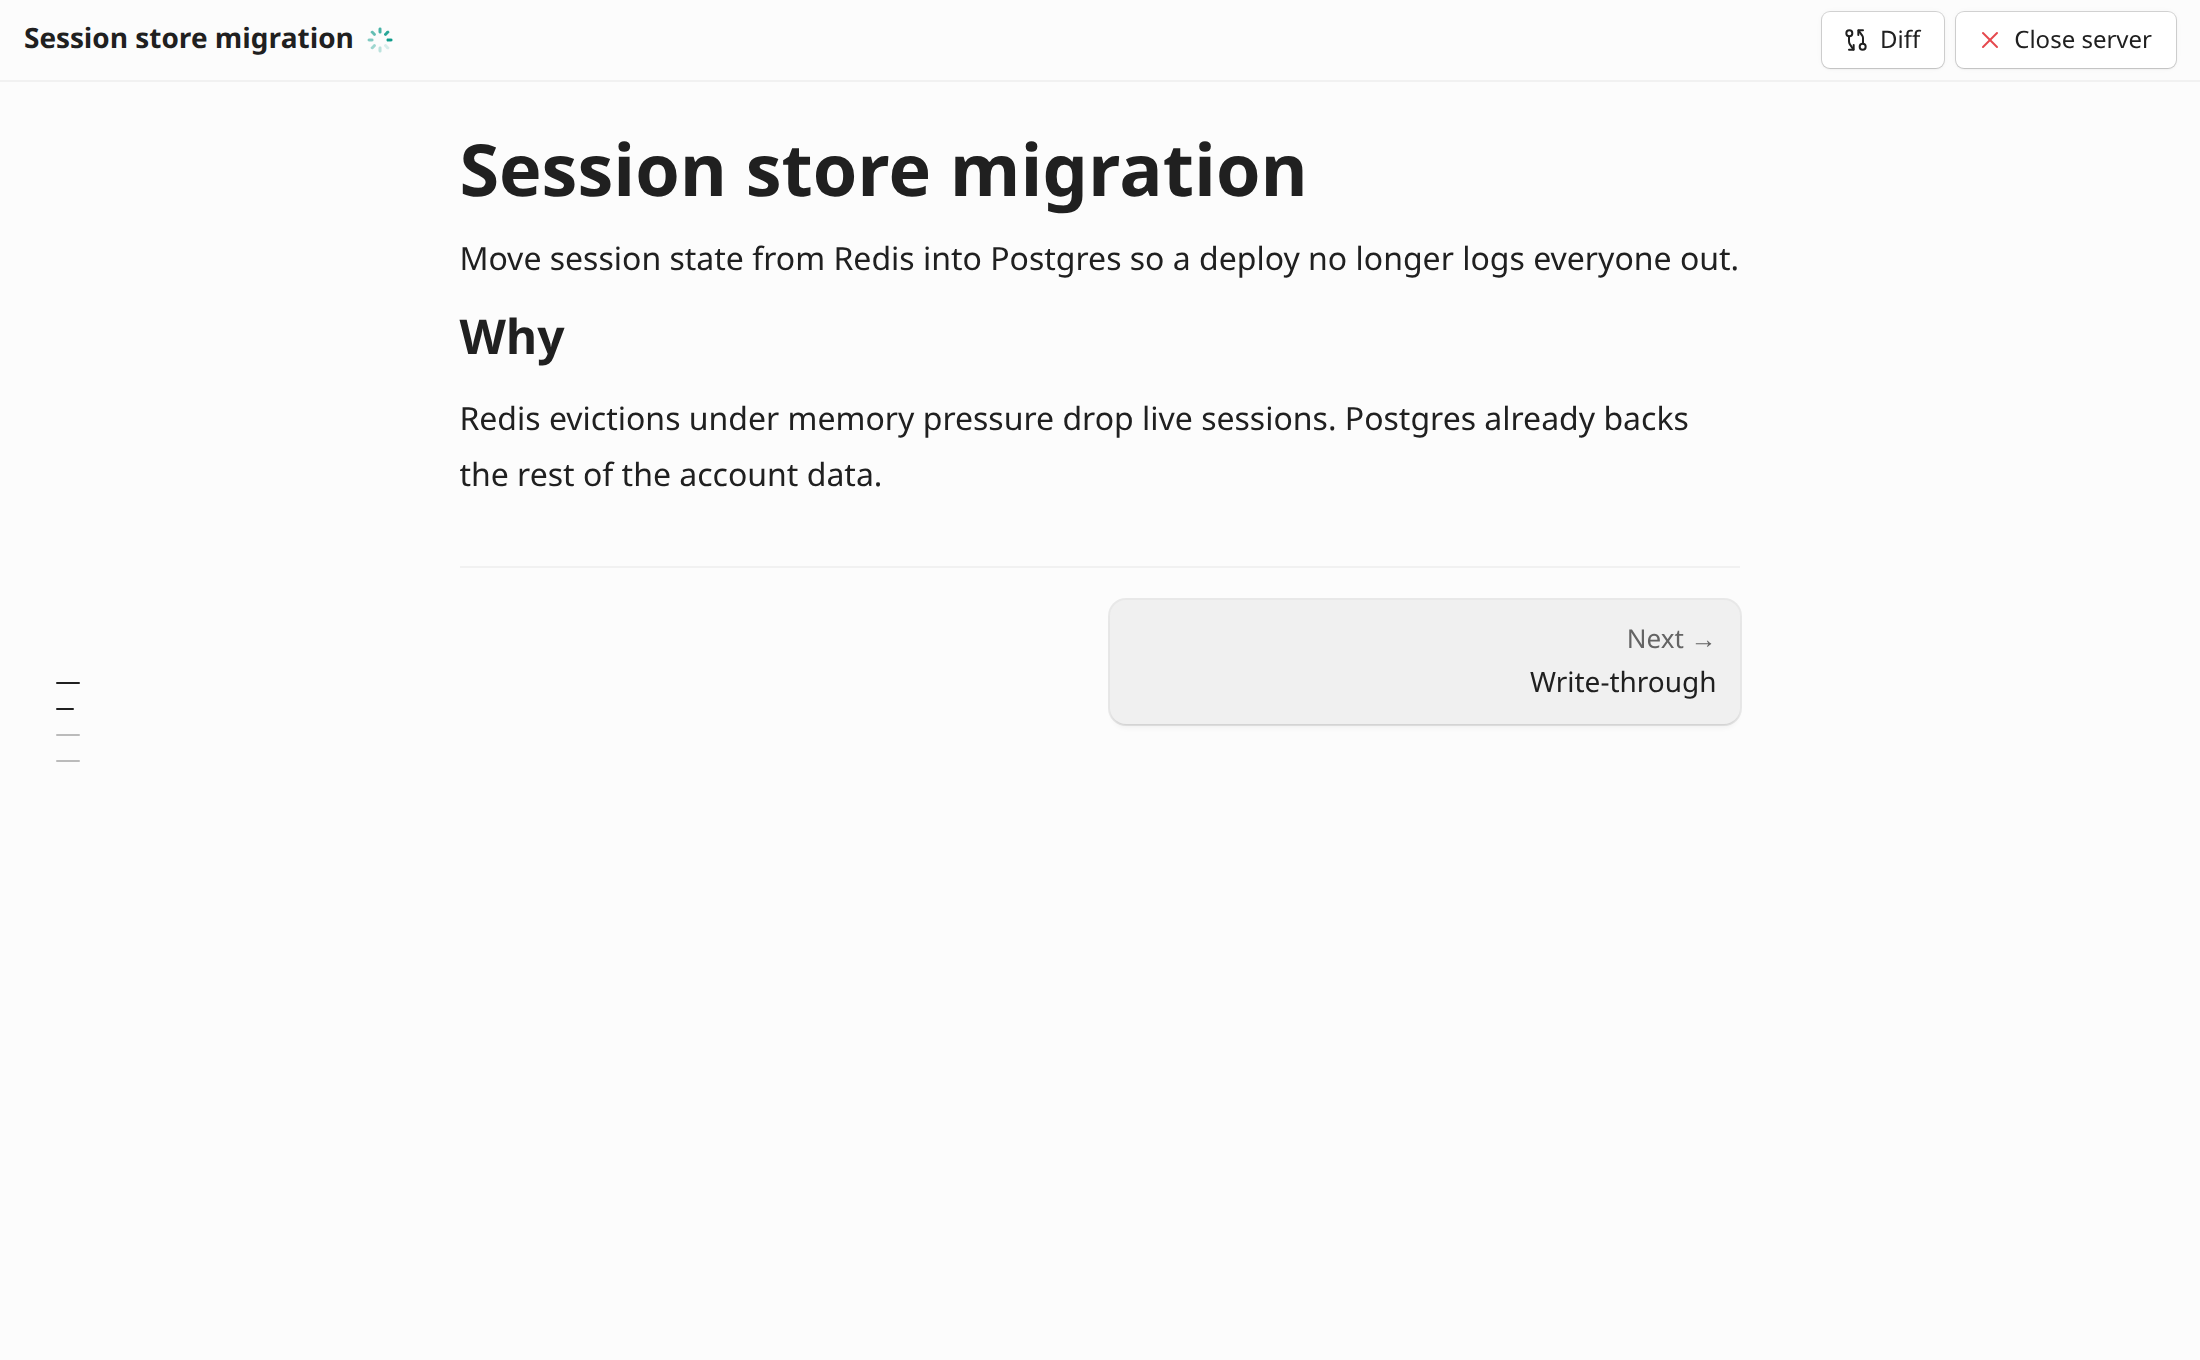 Session store migration
Diff
Close server
Session store migration
Move session state from Redis into Postgres so a deploy no longer logs everyone out.
Why
Redis evictions under memory pressure drop live sessions. Postgres already backs
the rest of the account data.
Next →
Write-through